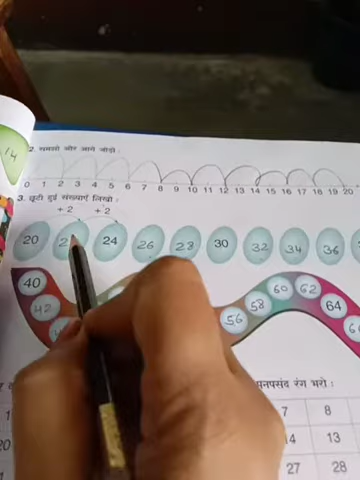 14
2. समझो और आगे जोड़ो:
0 1 2 3 4 5 6 7 8 9 10 11 12 13 14 15 16 17 18 19 20
3. छूटी हुई संख्याएँ लिखो:
+2 +2
20 24 26 28 30 32 34 36
40 42 56 58 60 62 64
पसंद रंग भरो:
7 8
14 13
27 28